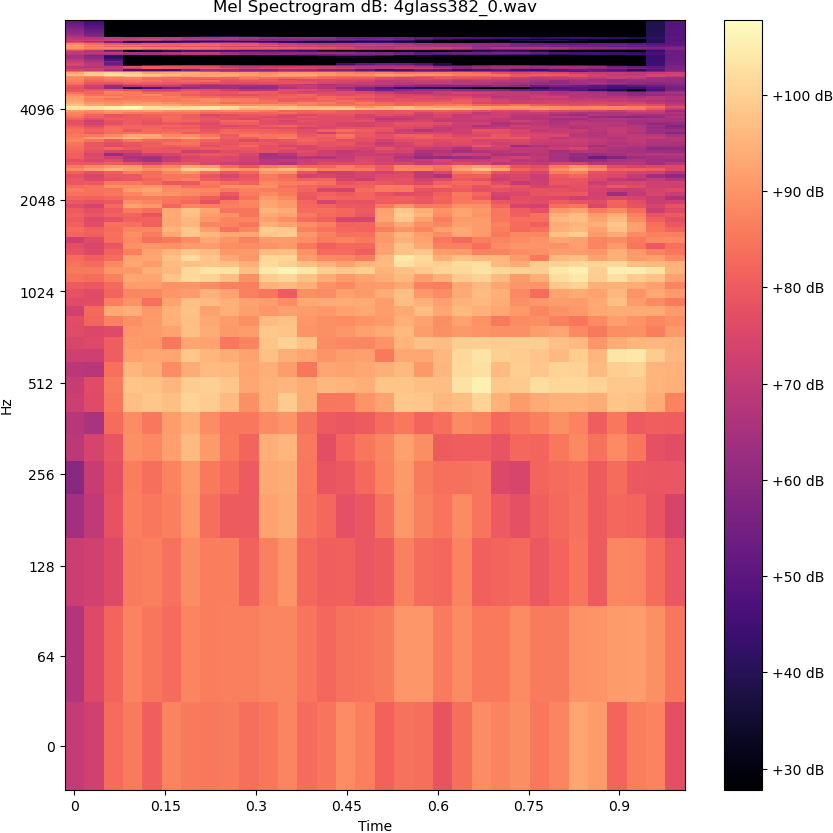 Mel Spectrogram dB: 4glass382_0.wav
+100 dB
4096
+90 dB
2048
+80 dB
1024
+70 dB
512
Hz
+60 dB
256
+50 dB
128
+40 dB
64
0
+30 dB
0 0.15 0.3 0.45 0.6 0.75 0.9
Time